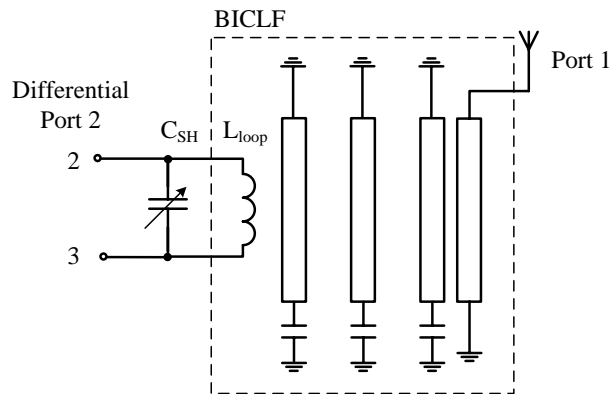 BICLF
Port 1
Differential
Port 2
C_SH L_loop
2
3